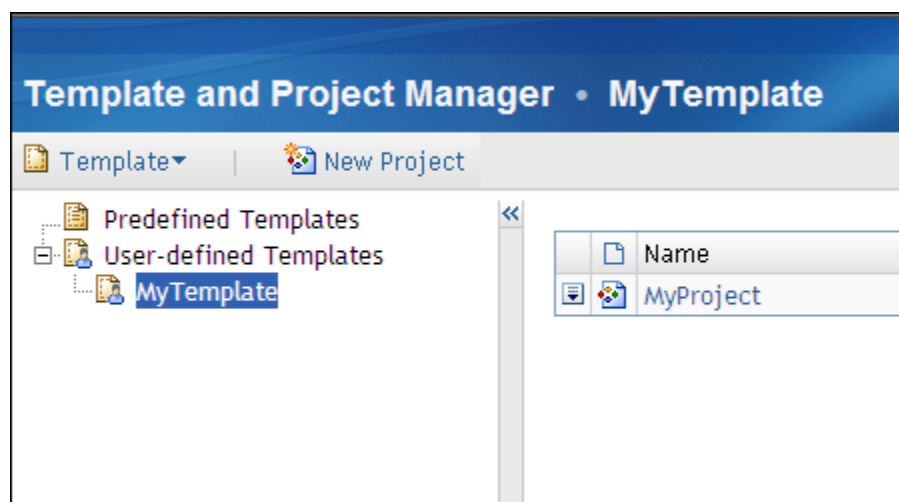 Template and Project Manager • MyTemplate
Template
New Project
Predefined Templates
User-defined Templates
MyTemplate
Name
MyProject